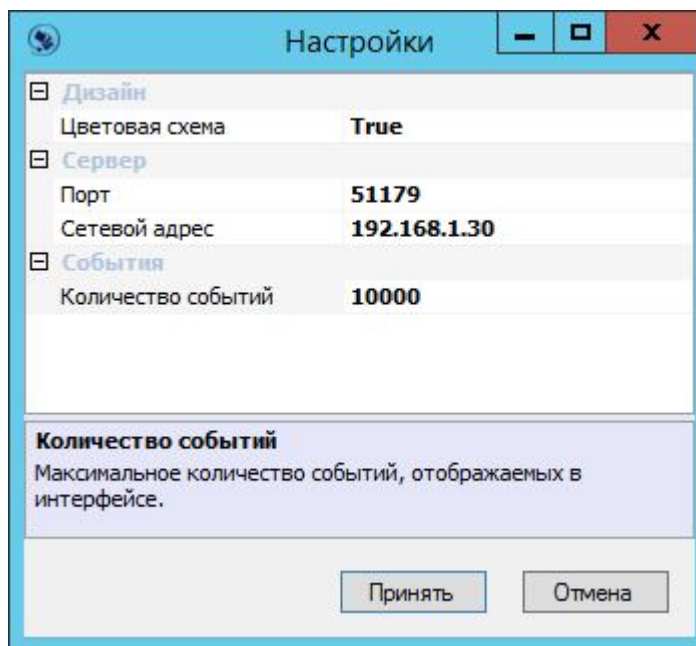 Настройки
Дизайн
Цветовая схема True
Сервер
Порт 51179
Сетевой адрес 192.168.1.30
События
Количество событий 10000
Количество событий
Максимальное количество событий, отображаемых в
интерфейсе.
Принять Отмена